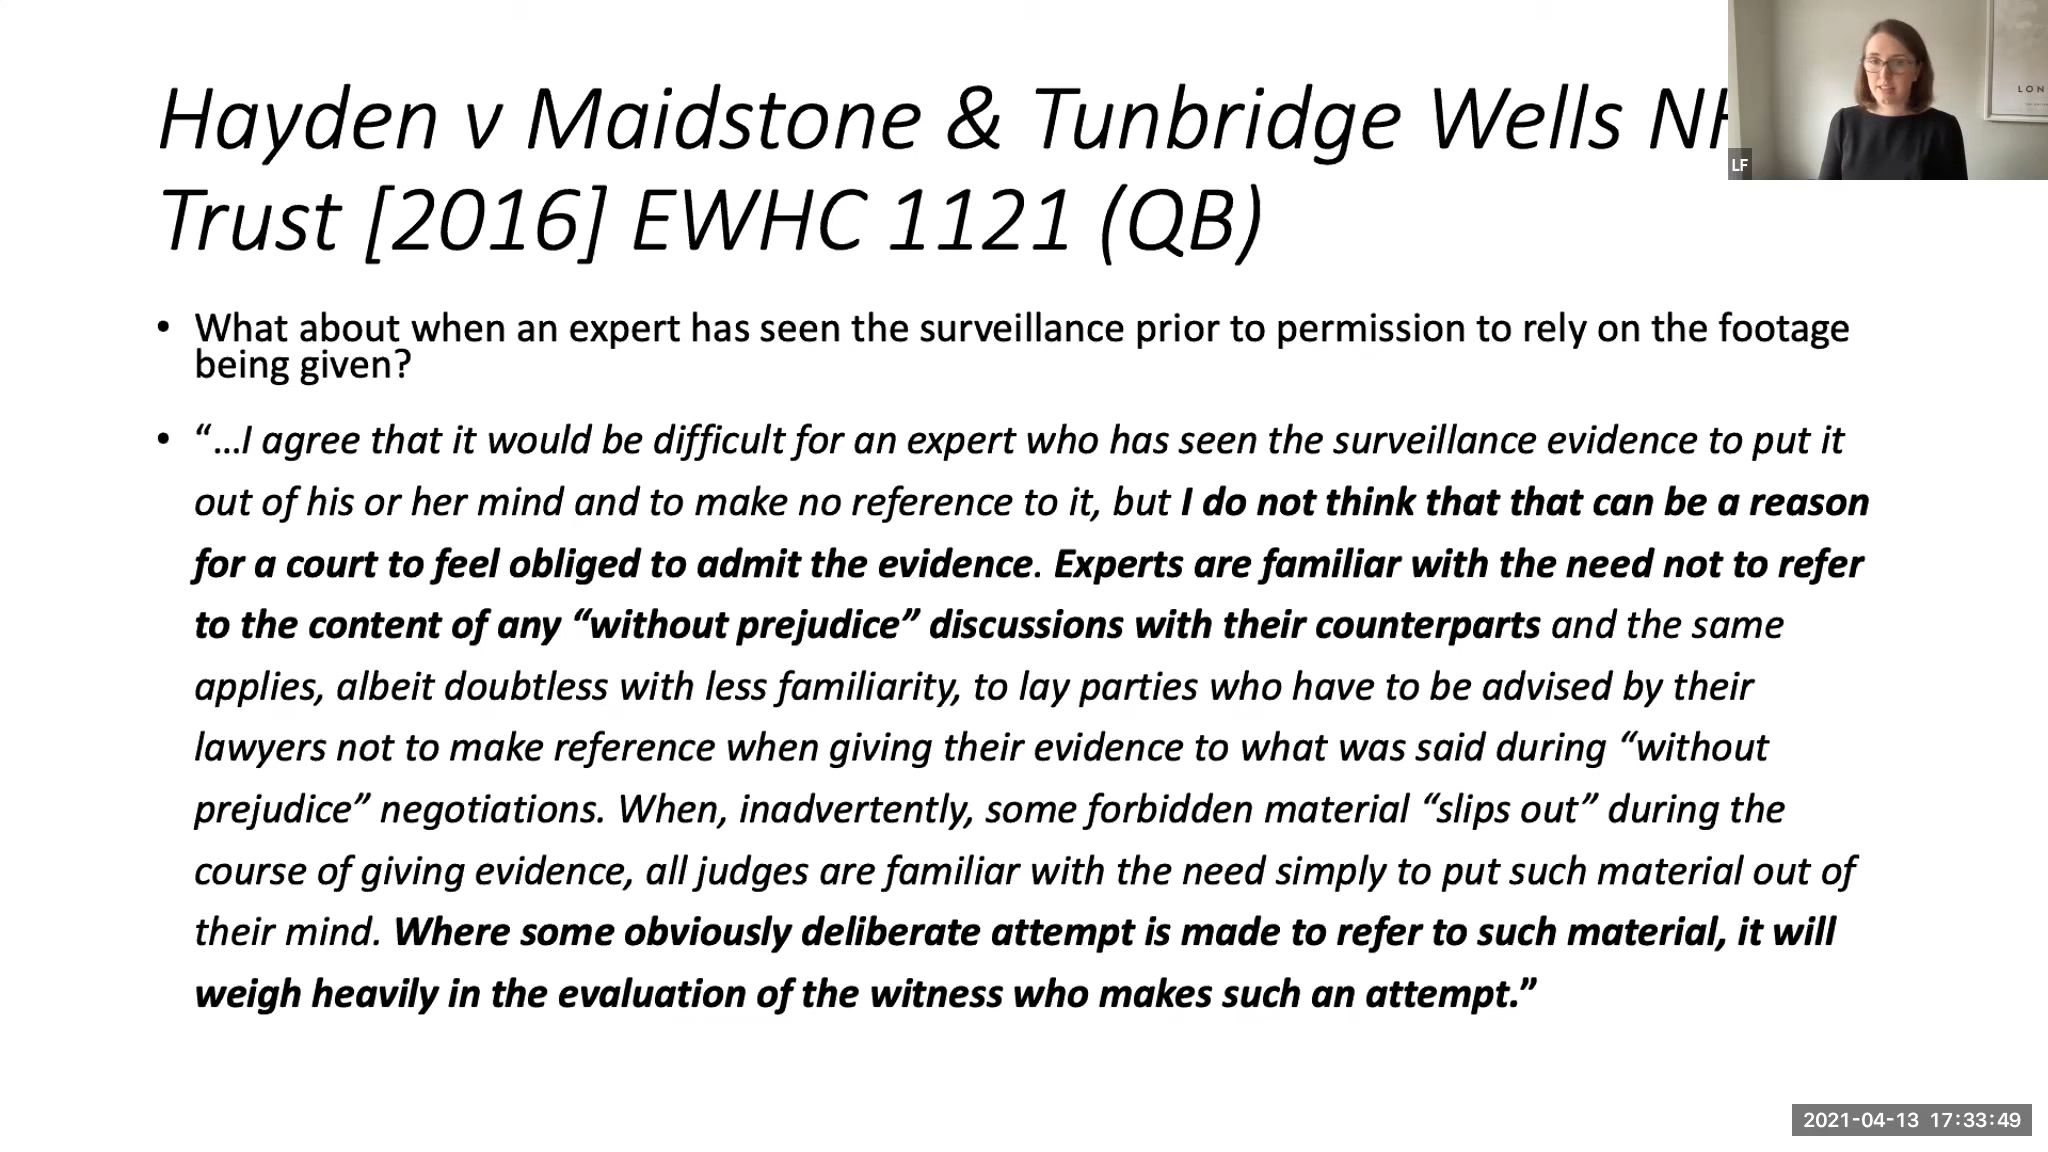 Hayden v Maidstone & Tunbridge Wells
Trust [2016] EWHC 1121 (QB)
LON
LF
• What about when an expert has seen the surveillance prior to permission to rely on the footage
being given?
• “…I agree that it would be difficult for an expert who has seen the surveillance evidence to put it
out of his or her mind and to make no reference to it, but I do not think that that can be a reason
for a court to feel obliged to admit the evidence. Experts are familiar with the need not to refer
to the content of any “without prejudice” discussions with their counterparts and the same
applies, albeit doubtless with less familiarity, to lay parties who have to be advised by their
lawyers not to make reference when giving their evidence to what was said during “without
prejudice” negotiations. When, inadvertently, some forbidden material “slips out” during the
course of giving evidence, all judges are familiar with the need simply to put such material out of
their mind. Where some obviously deliberate attempt is made to refer to such material, it will
weigh heavily in the evaluation of the witness who makes such an attempt.”
2021-04-13 17:33:49